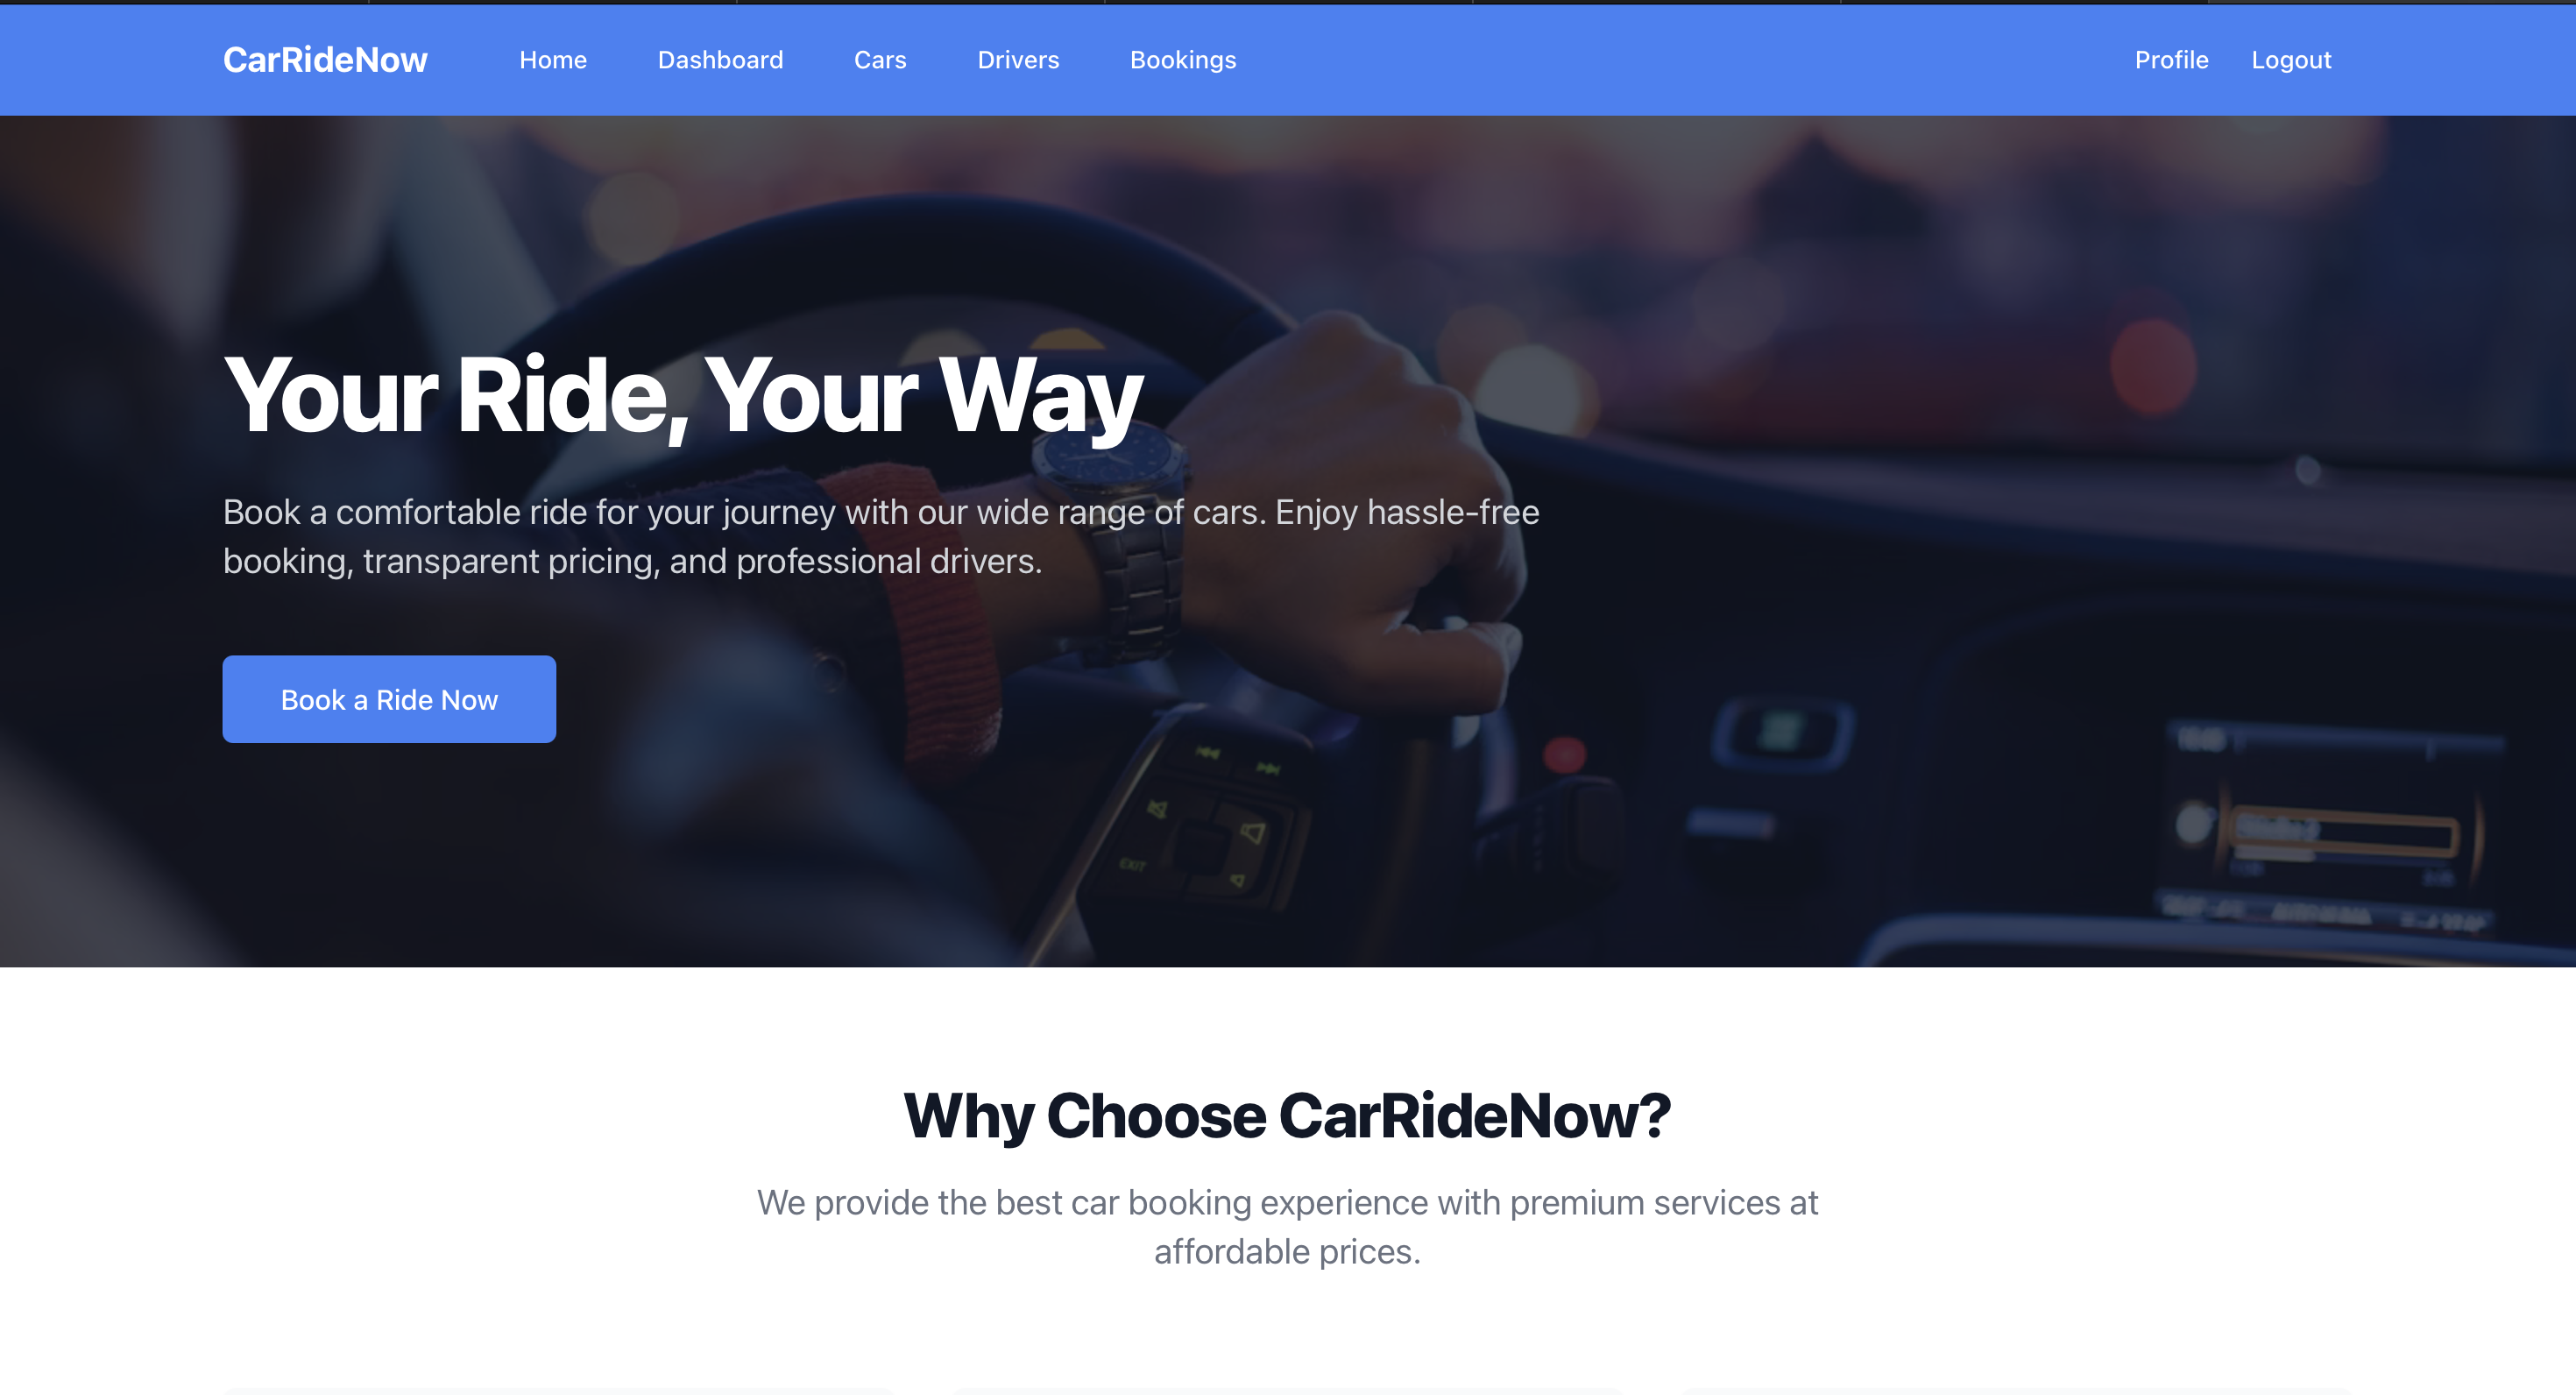 CarRideNow Home Dashboard Cars Drivers Bookings Profile Logout
Your Ride, Your Way
Book a comfortable ride for your journey with our wide range of cars. Enjoy hassle-free
booking, transparent pricing, and professional drivers.
Book a Ride Now
EXIT
Why Choose CarRideNow?
We provide the best car booking experience with premium services at
affordable prices.